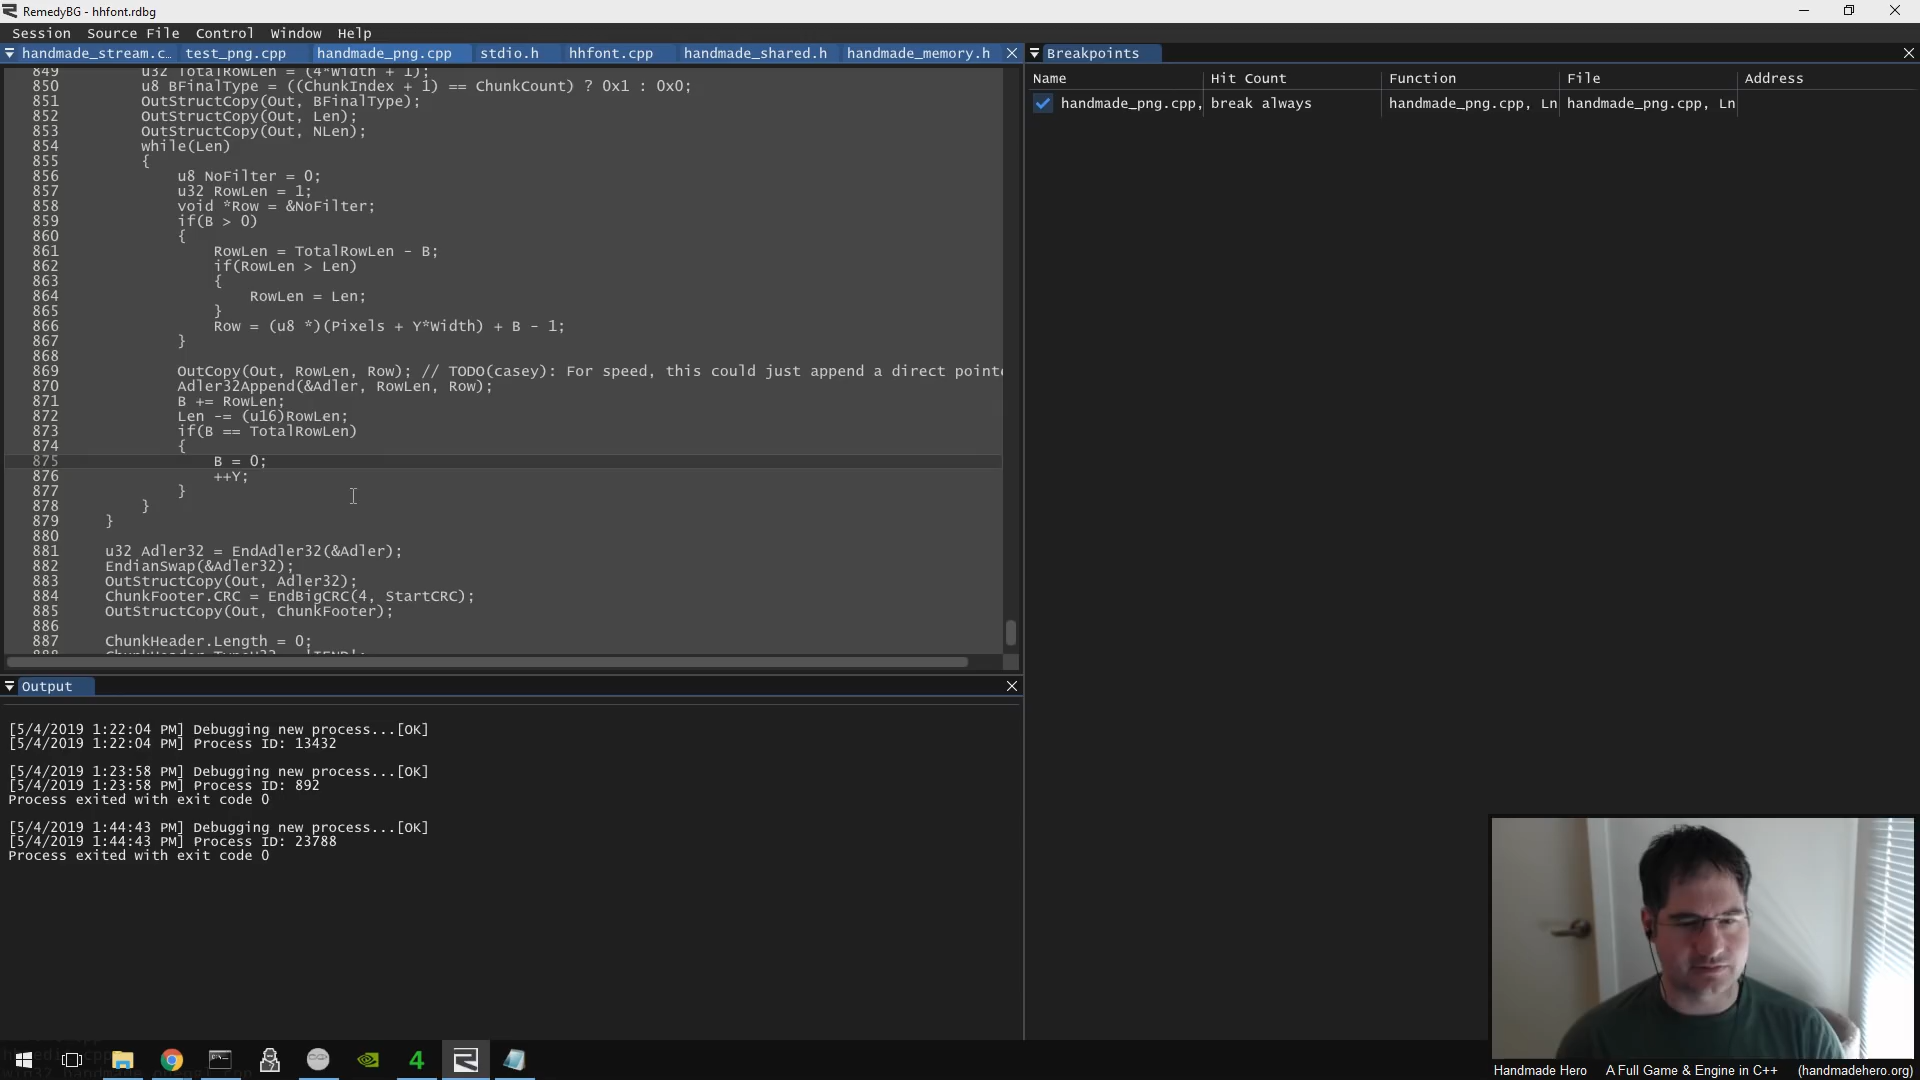 RemedyBG - hhfont.rdbg
Session Source File Control Window Help
handmade_stream.c… test_png.cpp handmade_png.cpp stdio.h hhfont.cpp handmade_shared.h handmade_memory.h
Breakpoints
Name Hit Count Function File Address
handmade_png.cpp, break always handmade_png.cpp, Ln handmade_png.cpp, Ln
849 u32 TotalRowLen = (4*Width + 1);
850 u8 BFinalType = ((ChunkIndex + 1) == ChunkCount) ? 0x1 : 0x0;
851 OutStructCopy(Out, BFinalType);
852 OutStructCopy(Out, Len);
853 OutStructCopy(Out, NLen);
854 while(Len)
855 {
856 u8 NoFilter = 0;
857 u32 RowLen = 1;
858 void *Row = &NoFilter;
859 if(B > 0)
860 {
861 RowLen = TotalRowLen - B;
862 if(RowLen > Len)
863 {
864 RowLen = Len;
865 }
866 Row = (u8 *)(Pixels + Y*Width) + B - 1;
867 }
868
869 OutCopy(Out, RowLen, Row); // TODO(casey): For speed, this could just append a direct pointe
870 Adler32Append(&Adler, RowLen, Row);
871 B += RowLen;
872 Len -= (u16)RowLen;
873 if(B == TotalRowLen)
874 {
875 B = 0;
876 ++Y;
877 }
878 }
879 }
880
881 u32 Adler32 = EndAdler32(&Adler);
882 EndianSwap(&Adler32);
883 OutStructCopy(Out, Adler32);
884 ChunkFooter.CRC = EndBigCRC(4, StartCRC);
885 OutStructCopy(Out, ChunkFooter);
886
887 ChunkHeader.Length = 0;
Output
[5/4/2019 1:22:04 PM] Debugging new process...[OK]
[5/4/2019 1:22:04 PM] Process ID: 13432
[5/4/2019 1:23:58 PM] Debugging new process...[OK]
[5/4/2019 1:23:58 PM] Process ID: 892
Process exited with exit code 0
[5/4/2019 1:44:43 PM] Debugging new process...[OK]
[5/4/2019 1:44:43 PM] Process ID: 23788
Process exited with exit code 0
4
Handmade Hero A Full Game & Engine in C++ (handmadehero.org)